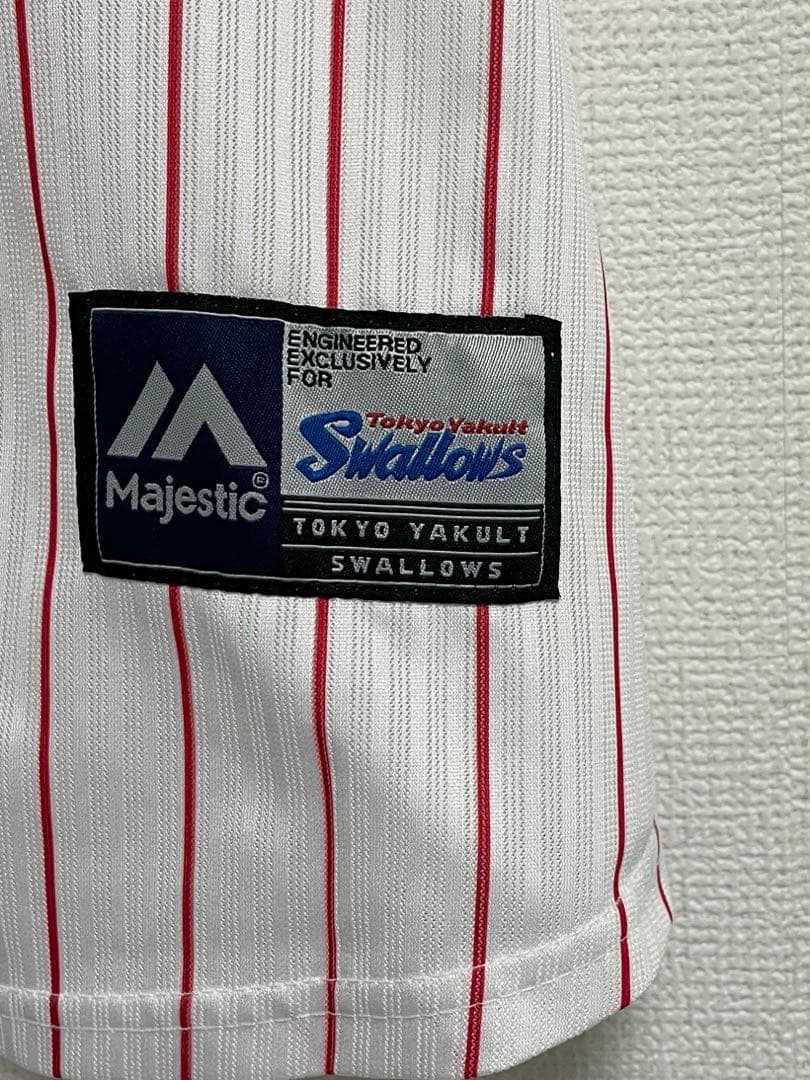 ENGINEERED
EXCLUSIVELY
FOR
Tokyo Yakult
Swallows
Majestic®
TOKYO YAKULT
SWALLOWS